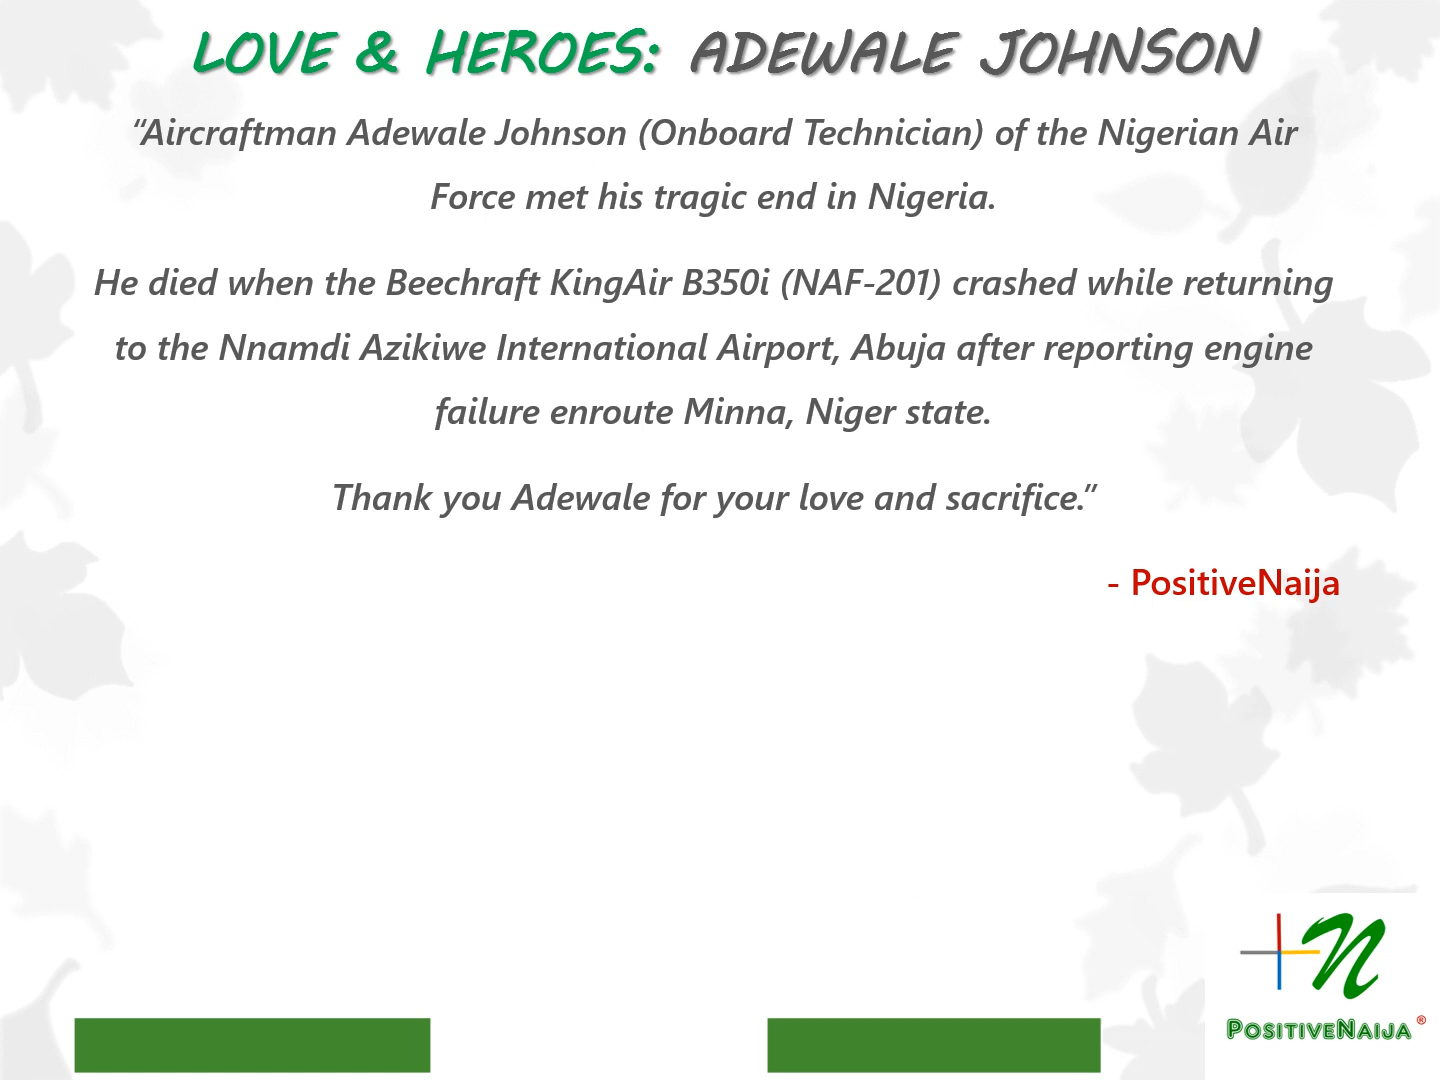 LOVE & HEROES: ADEWALE JOHNSON
“Aircraftman Adewale Johnson (Onboard Technician) of the Nigerian Air
Force met his tragic end in Nigeria.
He died when the Beechraft KingAir B350i (NAF-201) crashed while returning
to the Nnamdi Azikiwe International Airport, Abuja after reporting engine
failure enroute Minna, Niger state.
Thank you Adewale for your love and sacrifice.”
- PositiveNaija
+N
POSITIVENAIJA®